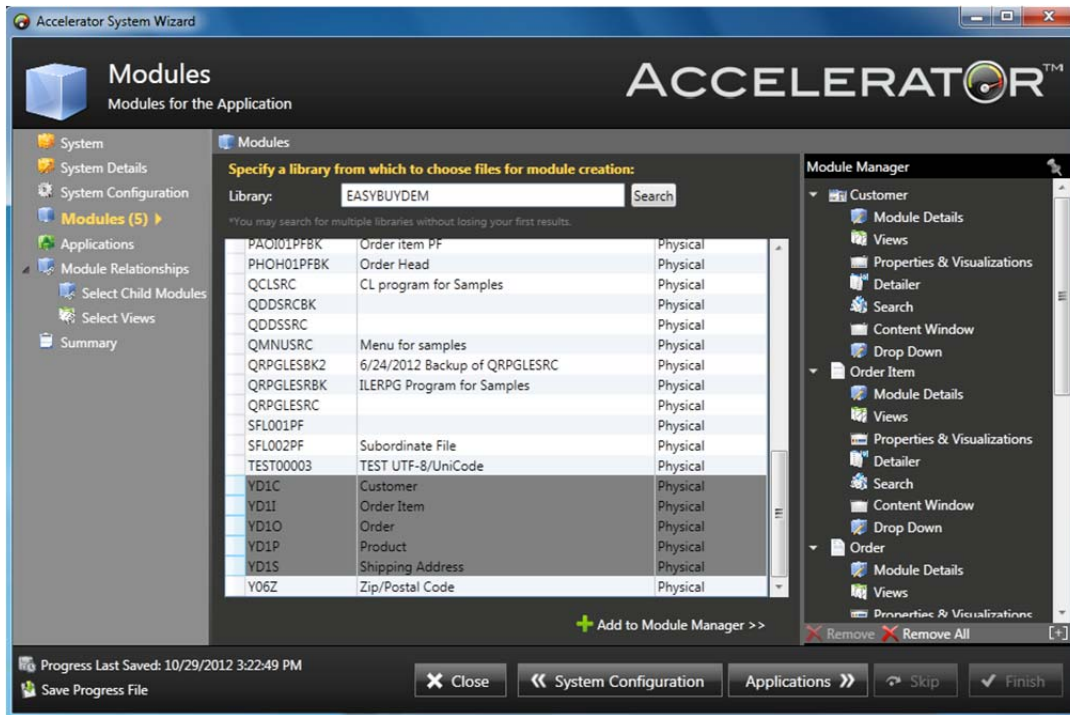 Accelerator System Wizard
Modules
Modules for the Application
ACCELERATOR™
System
System Details
System Configuration
Modules (5)
Applications
Module Relationships
Select Child Modules
Select Views
Summary
Modules
Specify a library from which to choose files for module creation:
Library: EASYBUYDEM Search
*You may search for multiple libraries without losing your first results.
PAOI01PFBK Order item PF Physical
PHOH01PFBK Order Head Physical
QCLSRC CL program for Samples Physical
QDDSRCBK Physical
QDDSSRC Physical
QMNUSRC Menu for samples Physical
QRPGLESBK2 6/24/2012 Backup of QRPGLESRC Physical
QRPGLESRBK ILERPG Program for Samples Physical
QRPGLESRC Physical
SFL001PF Physical
SFL002PF Subordinate File Physical
TEST00003 TEST UTF-8/UniCode Physical
YD1C Customer Physical
YD1I Order Item Physical
YD1O Order Physical
YD1P Product Physical
YD1S Shipping Address Physical
Y06Z Zip/Postal Code Physical
Add to Module Manager >>
Module Manager
Customer
Module Details
Views
Properties & Visualizations
Detailer
Search
Content Window
Drop Down
Order Item
Module Details
Views
Properties & Visualizations
Detailer
Search
Content Window
Drop Down
Order
Module Details
Views
Properties & Visualizations
Remove Remove All [+]
Progress Last Saved: 10/29/2012 3:22:49 PM
Save Progress File
Close
System Configuration
Applications
Skip
Finish